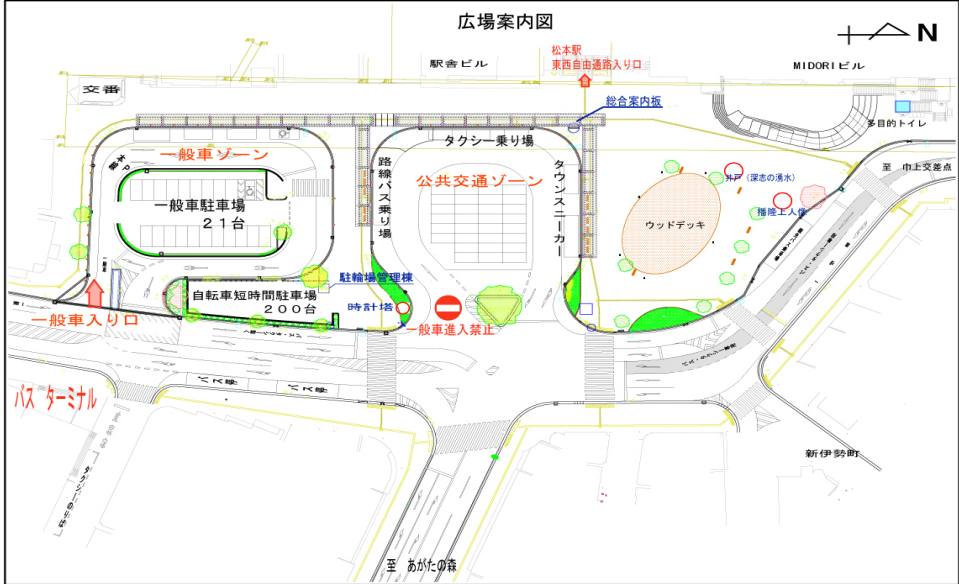 広場案内図
N
松本駅
東西自由通路入り口
駅舎ビル
MIDORIビル
交番
総合案内板
多目的トイレ
タクシー乗り場
一般車ゾーン
路線バス乗り場
公共交通ゾーン
タウンスニーカー
至 巾上交差点
井戸(深志の湧水)
播隆上人像
一般車駐車場
21台
ウッドデッキ
駐輪場管理棟
自転車短時間駐車場
200台
時計塔
一般車進入禁止
一般車入り口
バス ターミナル
バス停
バス停
新伊勢町
至 あがたの森